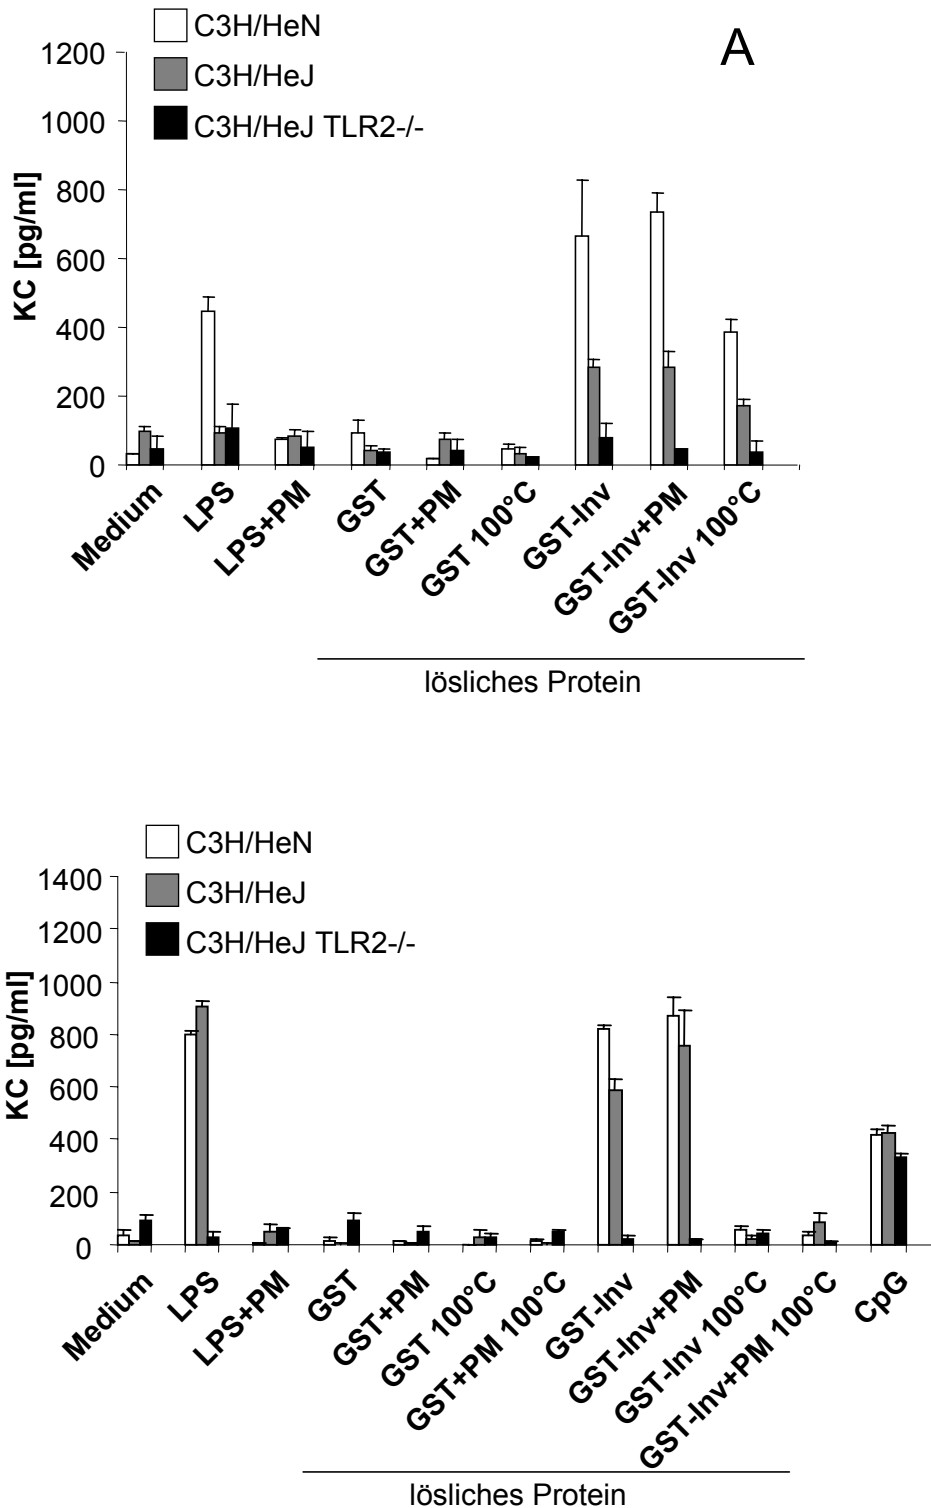 C3H/HeN
C3H/HeJ
C3H/HeJ TLR2-/-
A
1200
1000
800
600
400
200
0
KC [pg/ml]
Medium
LPS
LPS+PM
GST
GST+PM
GST 100°C
GST-Inv
GST-Inv+PM
GST-Inv 100°C
lösliches Protein
C3H/HeN
C3H/HeJ
C3H/HeJ TLR2-/-
1400
1200
1000
800
600
400
200
0
KC [pg/ml]
Medium
LPS
LPS+PM
GST
GST+PM
GST 100°C
GST+PM 100°C
GST-Inv
GST-Inv+PM
GST-Inv 100°C
GST-Inv+PM 100°C
CpG
lösliches Protein